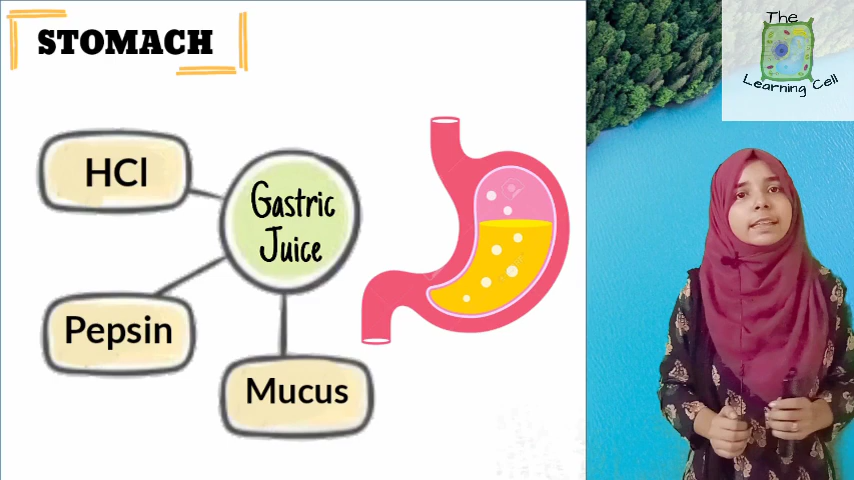 STOMACH
HCl
Gastric
Juice
Pepsin
Mucus
The
Learning Cell